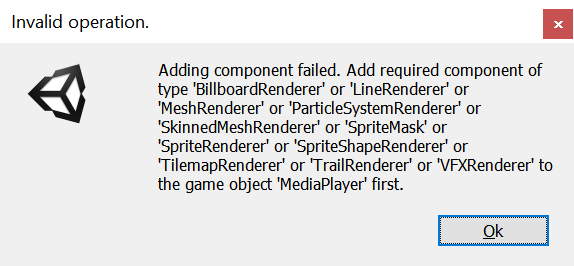 Invalid operation.
Adding component failed. Add required component of
type 'BillboardRenderer' or 'LineRenderer' or
'MeshRenderer' or 'ParticleSystemRenderer' or
'SkinnedMeshRenderer' or 'SpriteMask' or
'SpriteRenderer' or 'SpriteShapeRenderer' or
'TilemapRenderer' or 'TrailRenderer' or 'VFXRenderer' to
the game object 'MediaPlayer' first.
Ok